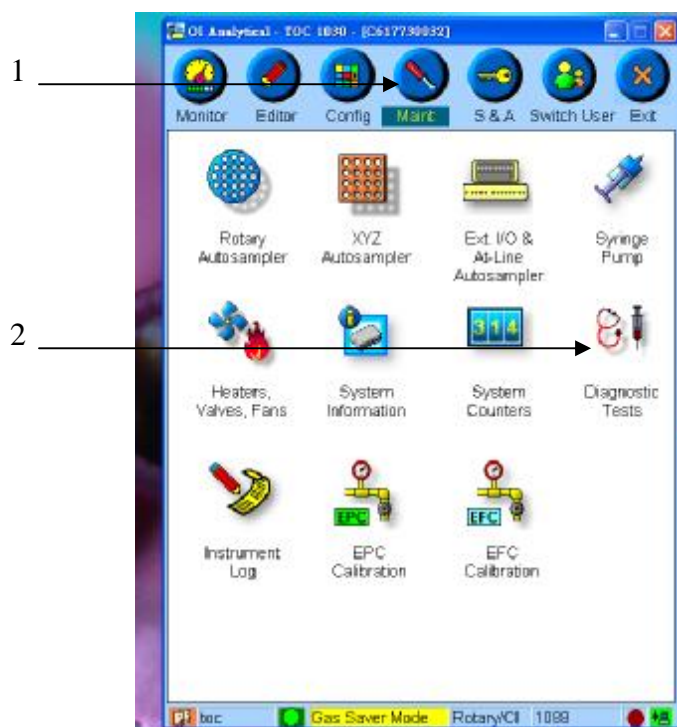 OI Analytical - TOC 1030 - [C617730032]
1
Monitor Editor Config Maint S & A Switch User Exit
Rotary Autosampler
XYZ Autosampler
Ext. I/O & At-Line Autosampler
Syringe Pump
2
314
Heaters, Valves, Fans
System Information
System Counters
Diagnostic Tests
EPC
EFC
Instrument Log
EPC Calibration
EFC Calibration
toc Gas Saver Mode Rotary/Cll 1088